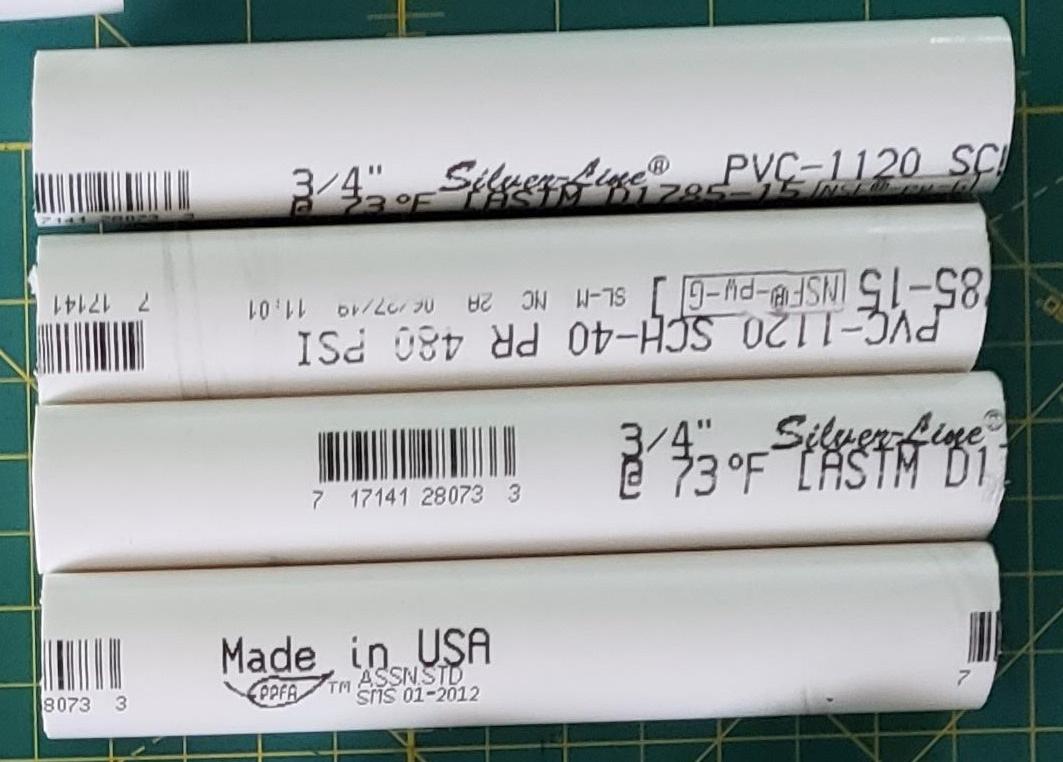 3/4" Silver-Line® PVC-1120 SC
@ 73°F [ASTM D1785-15 [NSF®-pw-G]
7141 28073 3
PVC-1120 SCH-40 PR 480 PSI
85-15 [NSF®-pw-G] ] SL-M NC 2A 06/27/19 11:01
7 17141
3/4" Silver-Line®
@ 73°F [ASTM D1
7 17141 28073 3
Made in USA
PPFA ™ ASSN.STD
SMS 01-2012
8073 3
7